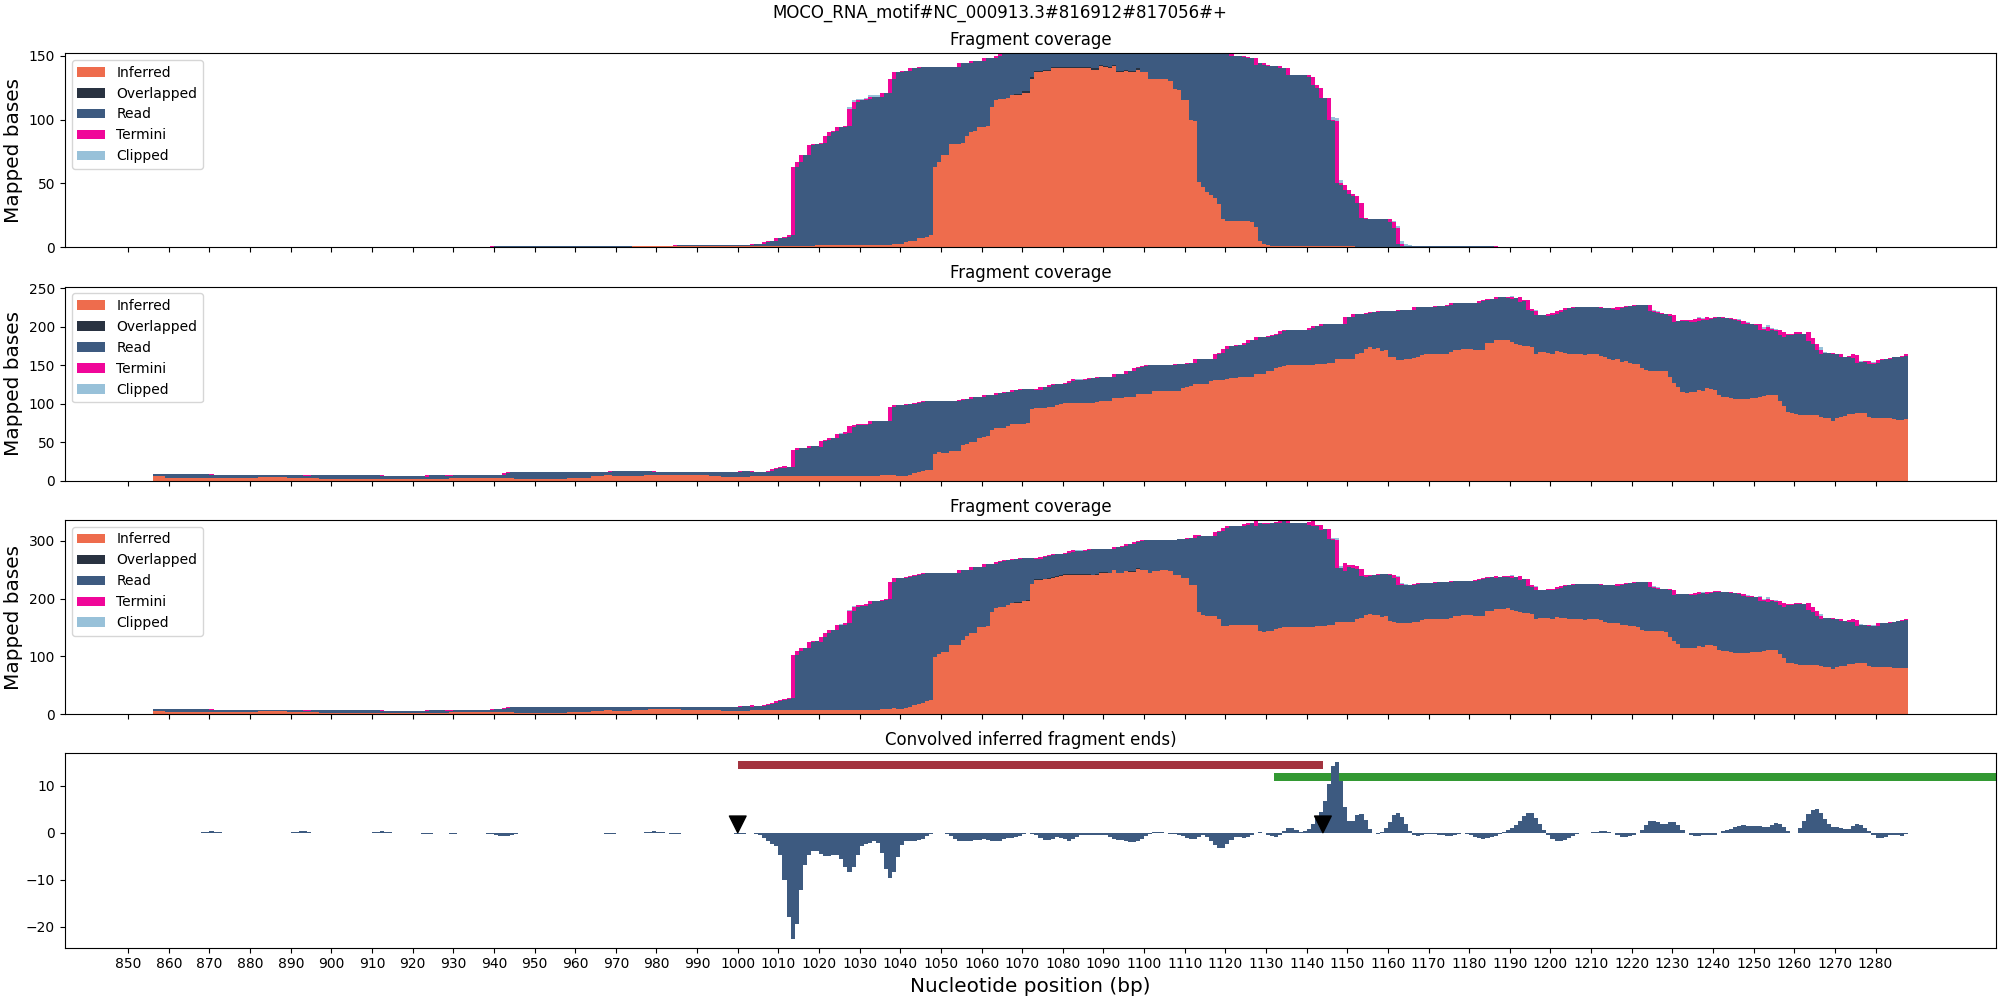 MOCO_RNA_motif#NC_000913.3#816912#817056#+
Fragment coverage
Mapped bases
150
100
50
0
Inferred
Overlapped
Read
Termini
Clipped
Fragment coverage
Mapped bases
250
200
150
100
50
0
Inferred
Overlapped
Read
Termini
Clipped
Fragment coverage
Mapped bases
300
200
100
0
Inferred
Overlapped
Read
Termini
Clipped
Convolved inferred fragment ends)
10
0
−10
−20
850 860 870 880 890 900 910 920 930 940 950 960 970 980 990 1000 1010 1020 1030 1040 1050 1060 1070 1080 1090 1100 1110 1120 1130 1140 1150 1160 1170 1180 1190 1200 1210 1220 1230 1240 1250 1260 1270 1280
Nucleotide position (bp)